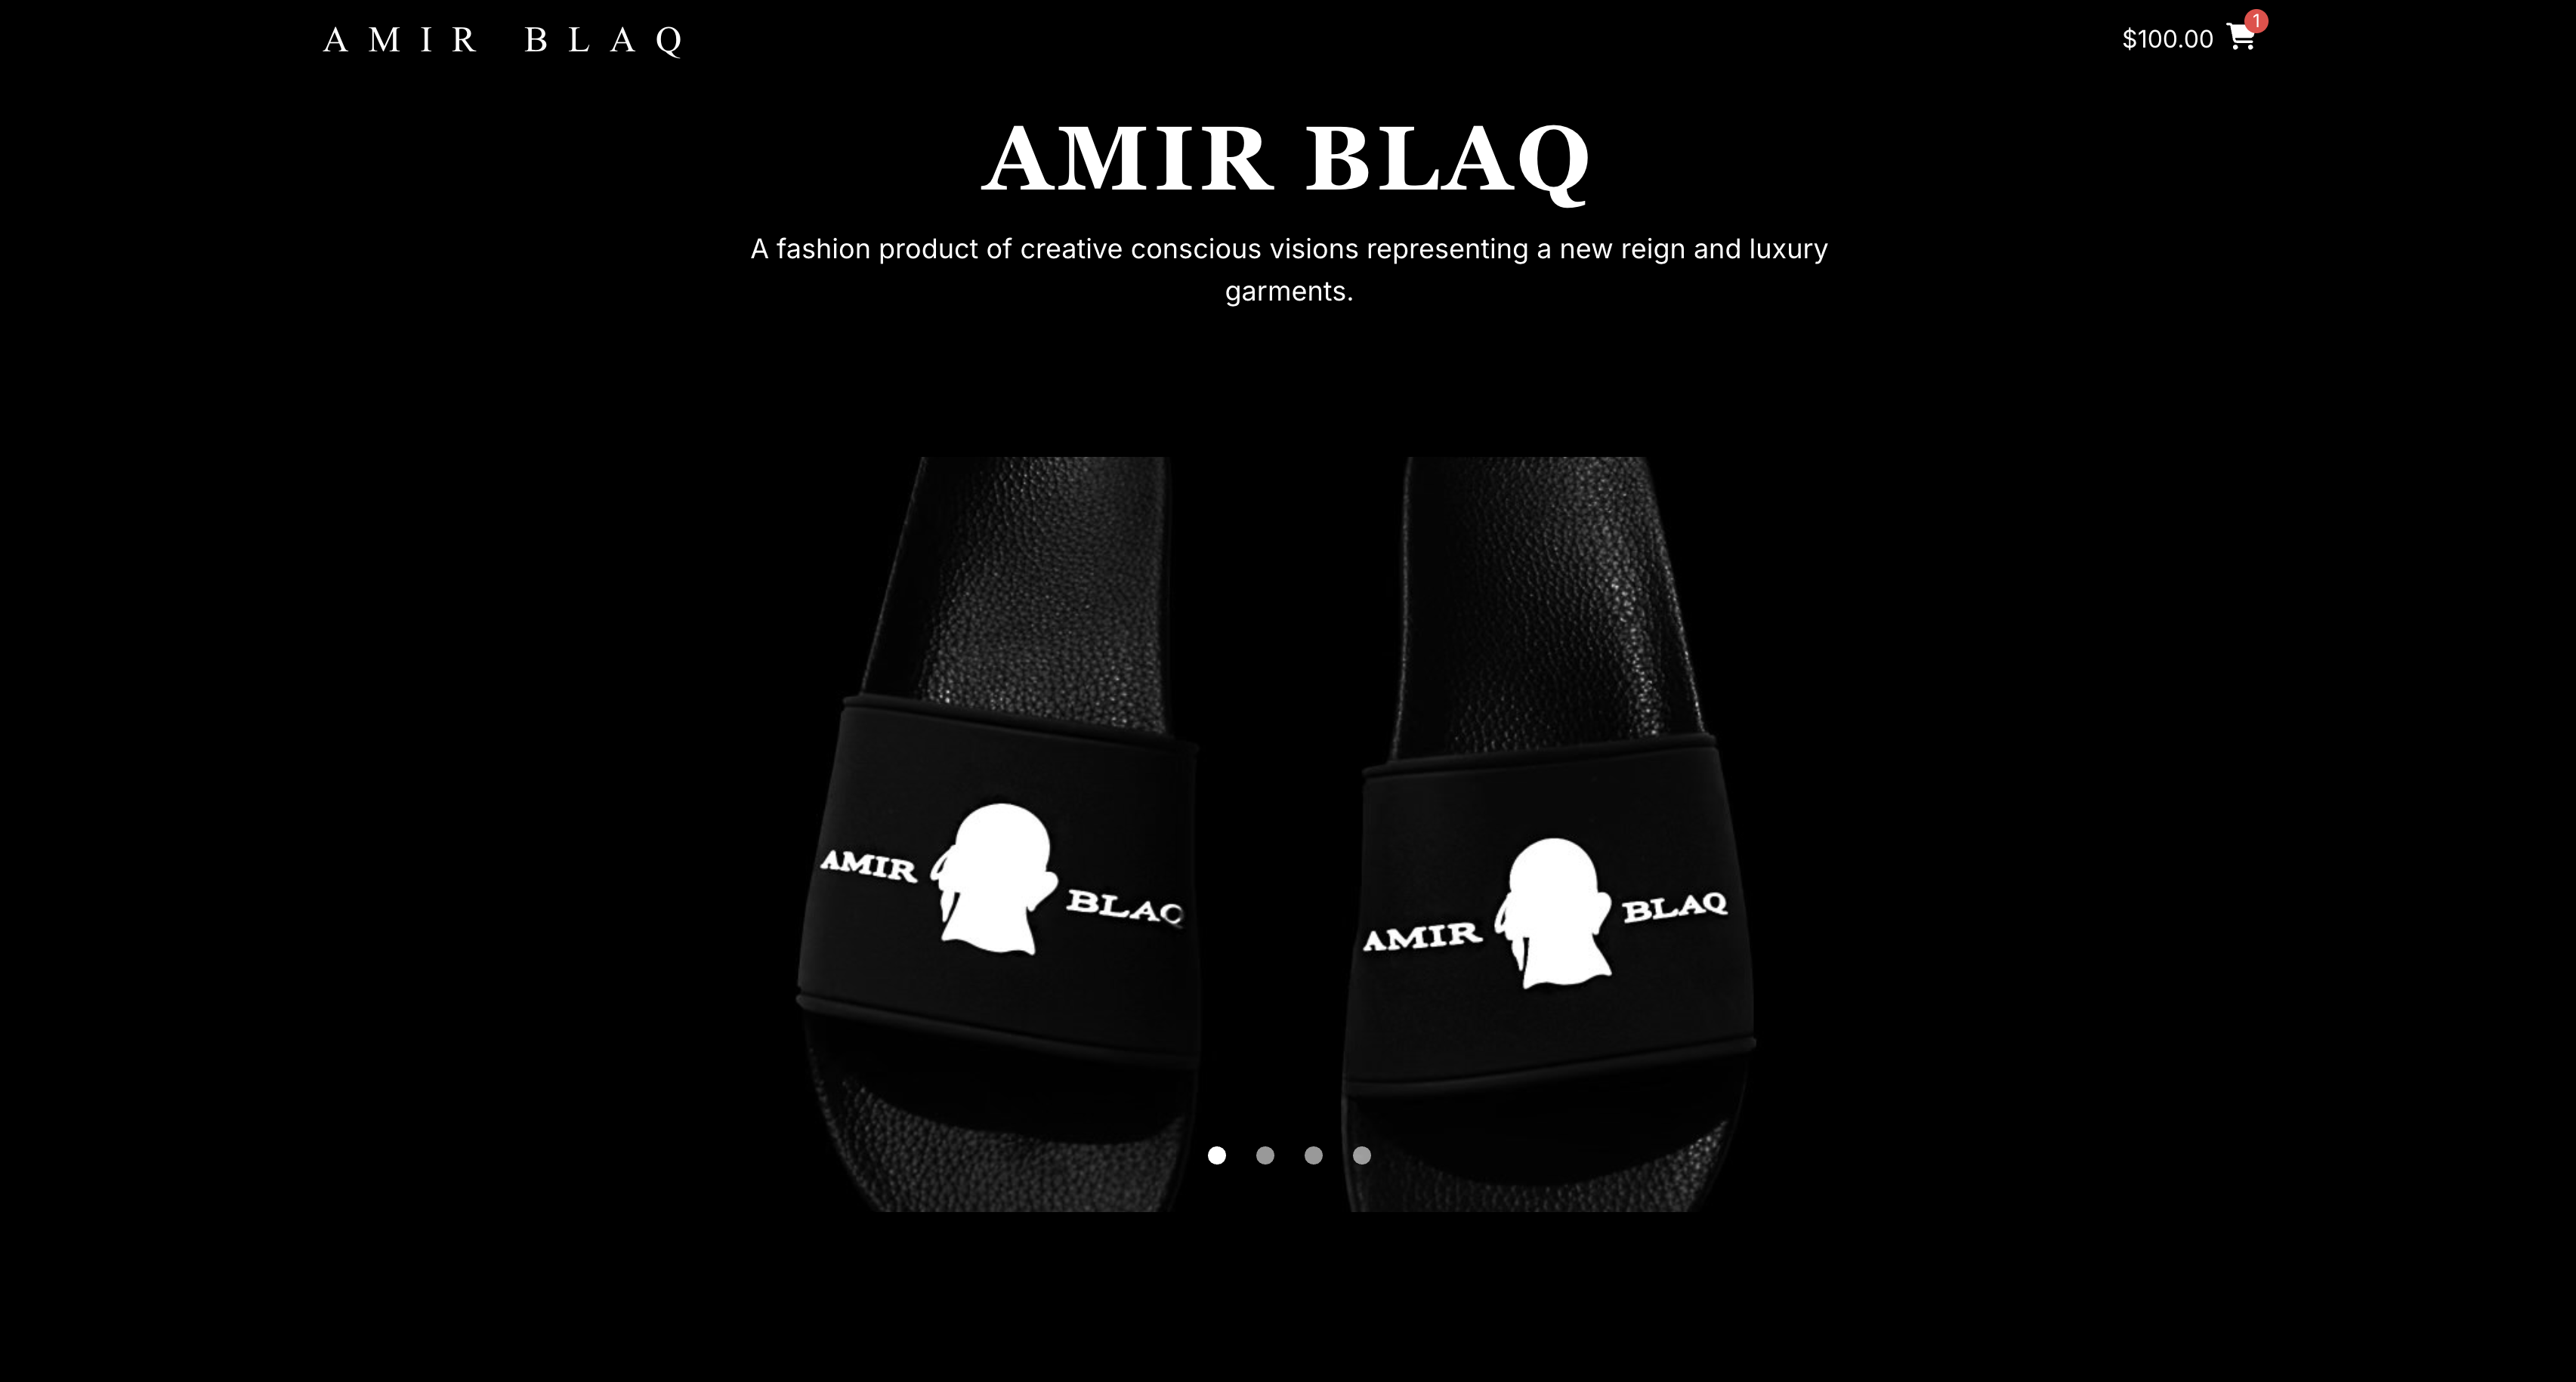 AMIR BLAQ
$100.00
1
AMIR BLAQ
A fashion product of creative conscious visions representing a new reign and luxury
garments.
AMIR BLAQ
AMIR BLAQ